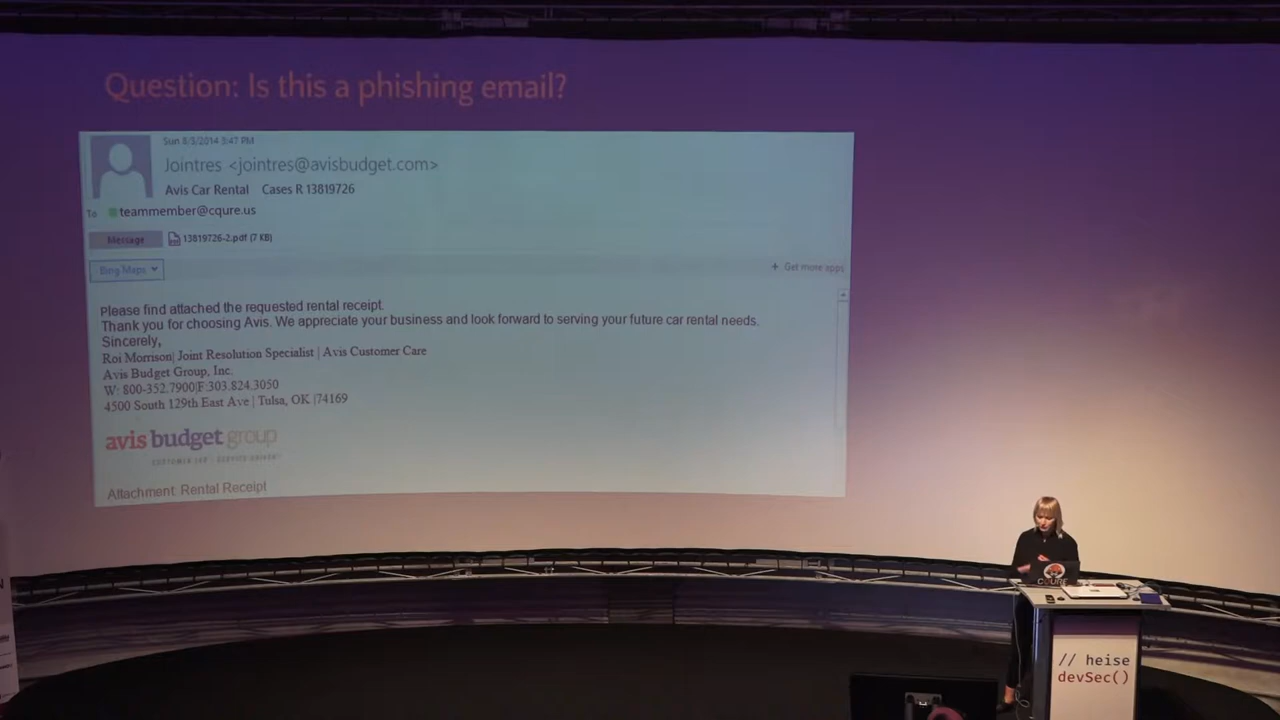 Question: Is this a phishing email?
Sun 8/3/2014 3:47 PM
Jointres <jointres@avisbudget.com>
Avis Car Rental Cases R 13819726
To teammember@cqure.us
Message 13819726-2.pdf (7 KB)
Bing Maps
+ Get more apps
Please find attached the requested rental receipt.
Thank you for choosing Avis. We appreciate your business and look forward to serving your future car rental needs.
Sincerely,
Roi Morrison| Joint Resolution Specialist | Avis Customer Care
Avis Budget Group, Inc.
W: 800-352.7900|F:303.824.3050
4500 South 129th East Ave | Tulsa, OK |74169
avis budget group
Attachment: Rental Receipt
CQURE
// heise
devSec()